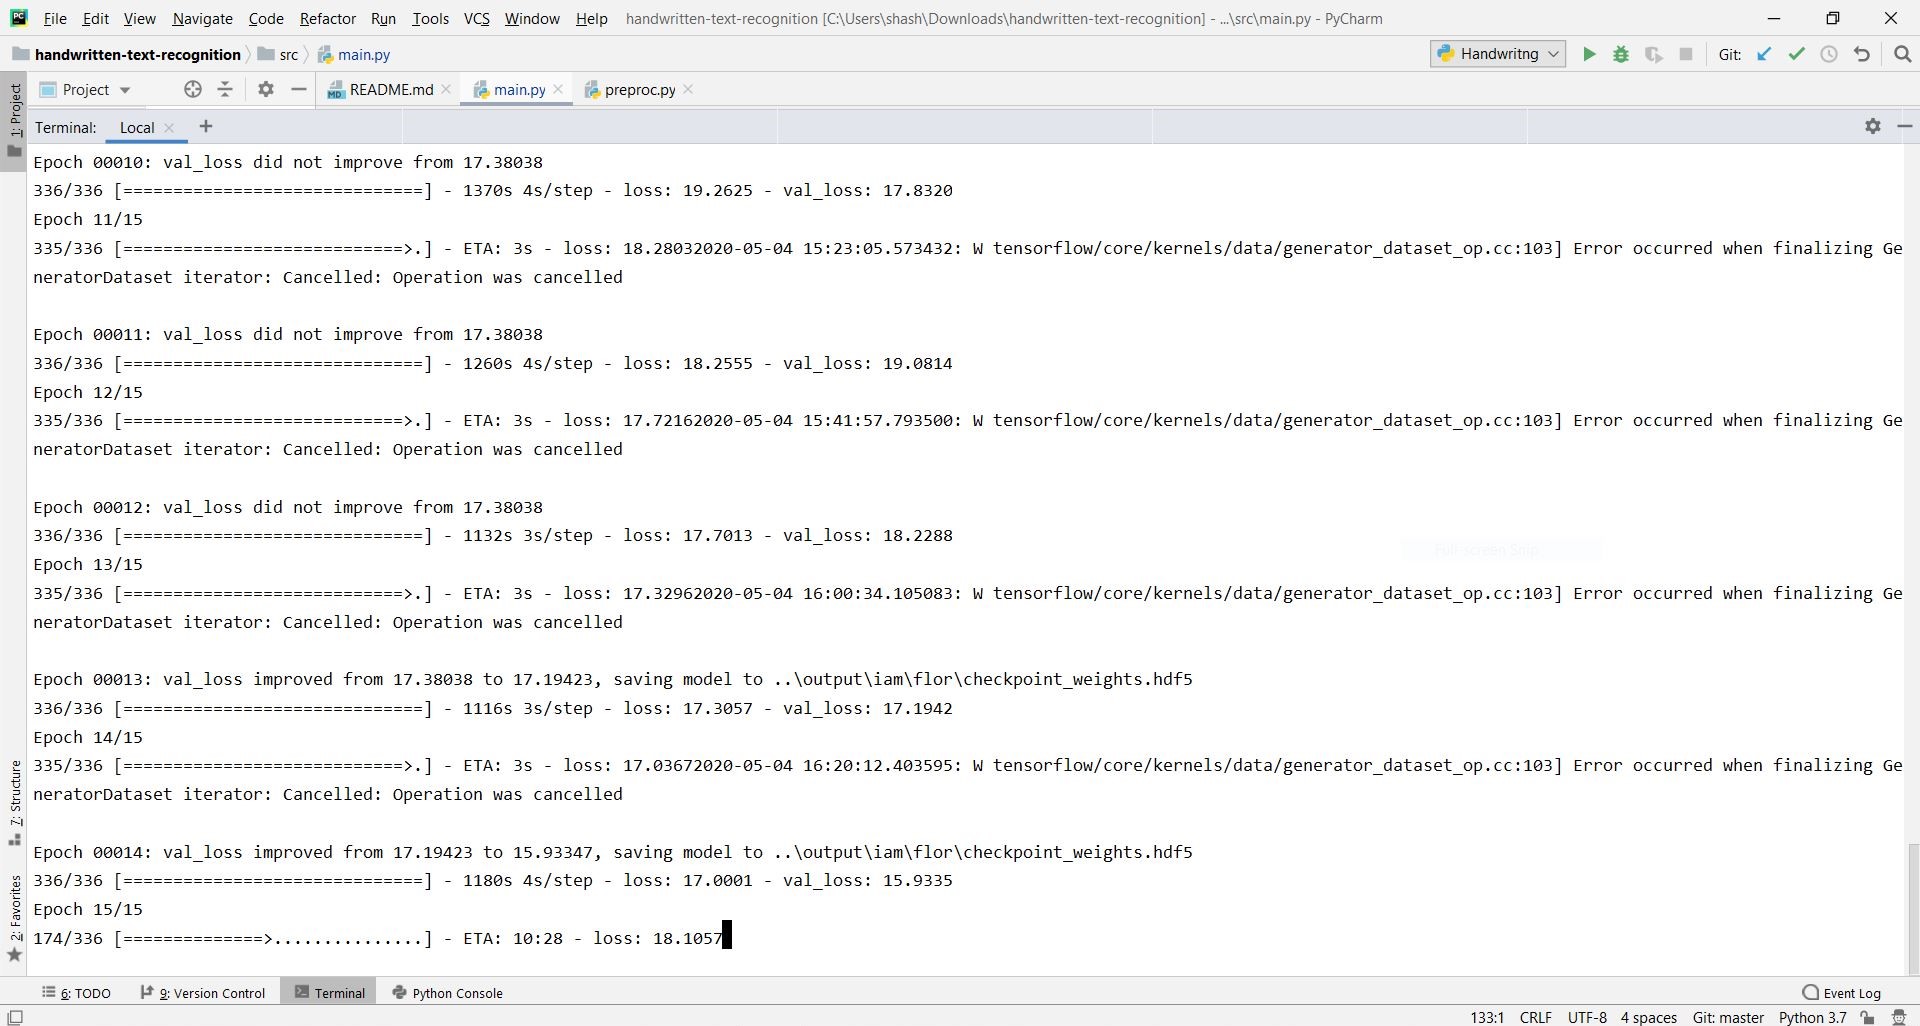 File Edit View Navigate Code Refactor Run Tools VCS Window Help handwritten-text-recognition [C:\Users\shash\Downloads\handwritten-text-recognition] - ...\src\main.py - PyCharm
handwritten-text-recognition src main.py Handwritng Git:
1: Project Project README.md main.py preproc.py
Terminal: Local +
Epoch 00010: val_loss did not improve from 17.38038
336/336 [==============================] - 1370s 4s/step - loss: 19.2625 - val_loss: 17.8320
Epoch 11/15
335/336 [============================>.] - ETA: 3s - loss: 18.28032020-05-04 15:23:05.573432: W tensorflow/core/kernels/data/generator_dataset_op.cc:103] Error occurred when finalizing Ge
neratorDataset iterator: Cancelled: Operation was cancelled
Epoch 00011: val_loss did not improve from 17.38038
336/336 [==============================] - 1260s 4s/step - loss: 18.2555 - val_loss: 19.0814
Epoch 12/15
335/336 [============================>.] - ETA: 3s - loss: 17.72162020-05-04 15:41:57.793500: W tensorflow/core/kernels/data/generator_dataset_op.cc:103] Error occurred when finalizing Ge
neratorDataset iterator: Cancelled: Operation was cancelled
Epoch 00012: val_loss did not improve from 17.38038
336/336 [==============================] - 1132s 3s/step - loss: 17.7013 - val_loss: 18.2288
Full-screen Snip
Epoch 13/15
335/336 [============================>.] - ETA: 3s - loss: 17.32962020-05-04 16:00:34.105083: W tensorflow/core/kernels/data/generator_dataset_op.cc:103] Error occurred when finalizing Ge
neratorDataset iterator: Cancelled: Operation was cancelled
Epoch 00013: val_loss improved from 17.38038 to 17.19423, saving model to ..\output\iam\flor\checkpoint_weights.hdf5
336/336 [==============================] - 1116s 3s/step - loss: 17.3057 - val_loss: 17.1942
Epoch 14/15
335/336 [============================>.] - ETA: 3s - loss: 17.03672020-05-04 16:20:12.403595: W tensorflow/core/kernels/data/generator_dataset_op.cc:103] Error occurred when finalizing Ge
neratorDataset iterator: Cancelled: Operation was cancelled
7: Structure
Epoch 00014: val_loss improved from 17.19423 to 15.93347, saving model to ..\output\iam\flor\checkpoint_weights.hdf5
336/336 [==============================] - 1180s 4s/step - loss: 17.0001 - val_loss: 15.9335
Epoch 15/15
2: Favorites
174/336 [==============>...............] - ETA: 10:28 - loss: 18.1057
6: TODO 9: Version Control Terminal Python Console Event Log
133:1 CRLF UTF-8 4 spaces Git: master Python 3.7